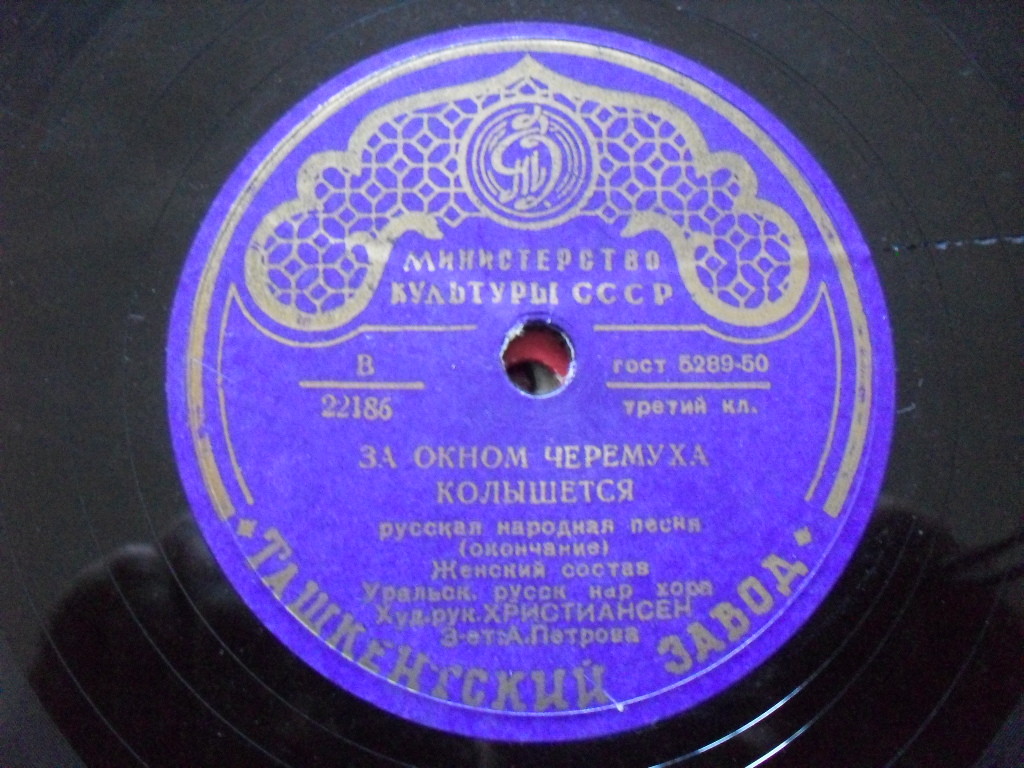 МИНИСТЕРСТВО
КУЛЬТУРЫ СССР
В
22186
ГОСТ 5289-50
третий кл.
ЗА ОКНОМ ЧЕРЕМУХА
КОЛЫШЕТСЯ
русская народная песня
(окончание)
Женский состав
Уральск. русск нар хора
Худ.рук.ХРИСТИАНСЕН
З-ет:А.Петрова
ТАШКЕНТСКИЙ ЗАВОД